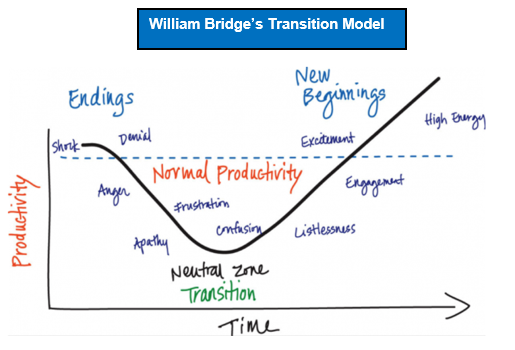 William Bridge's Transition Model
Endings
New
Beginnings
Shock
Denial
Excitement
High Energy
Normal Productivity
Anger
Engagement
Frustration
Confusion
Listlessness
Apathy
Neutral Zone
Transition
Productivity
Time